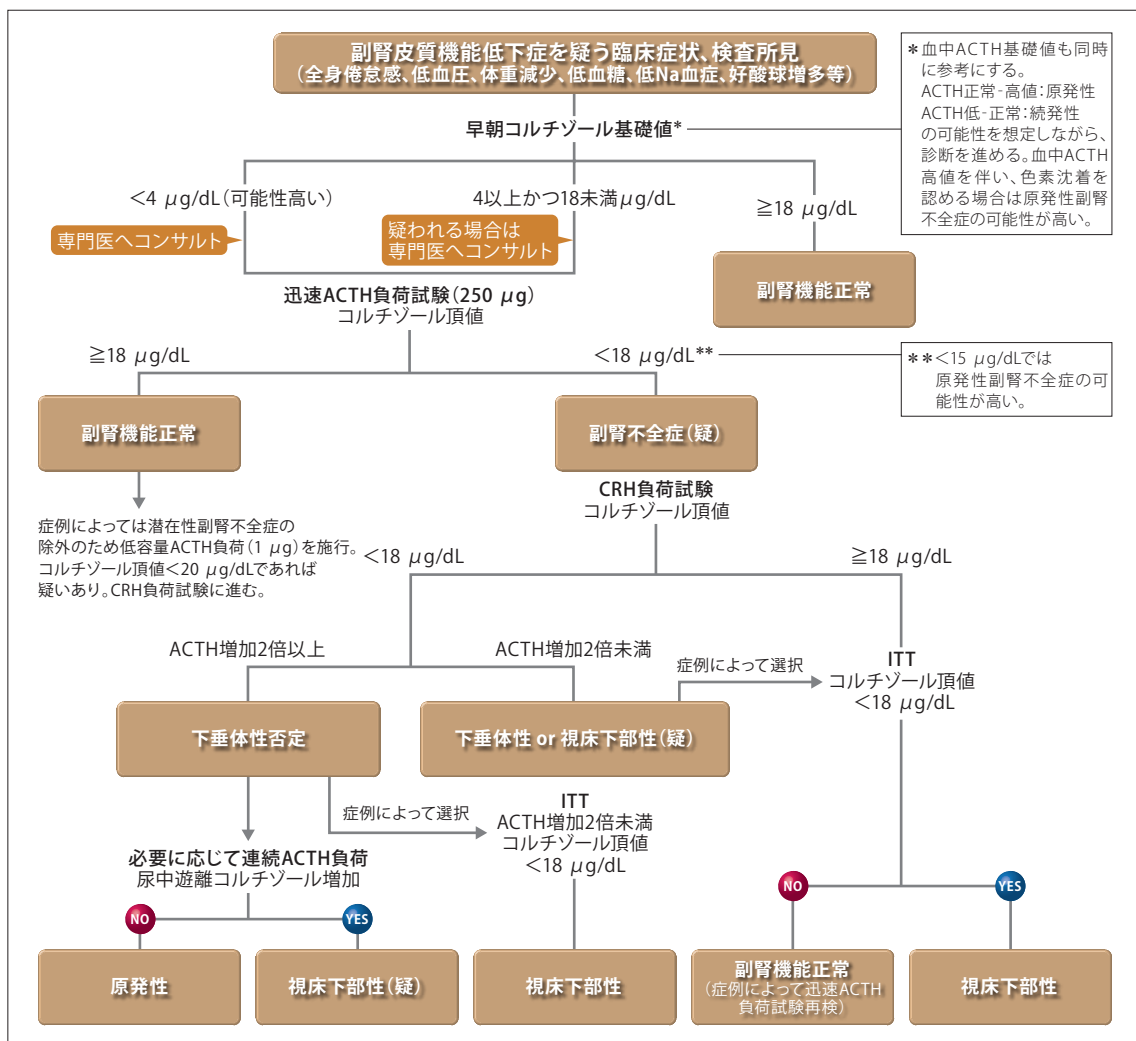 副腎皮質機能低下症を疑う臨床症状、検査所見
(全身倦怠感、低血圧、体重減少、低血糖、低Na血症、好酸球増多等)
早朝コルチゾール基礎値*
*血中ACTH基礎値も同時
に参考にする。
ACTH正常-高値:原発性
ACTH低-正常:続発性
の可能性を想定しながら、
診断を進める。血中ACTH
高値を伴い、色素沈着を
認める場合は原発性副腎
不全症の可能性が高い。
<4 μg/dL(可能性高い)
4以上かつ18未満μg/dL
≧18 μg/dL
専門医へコンサルト
疑われる場合は
専門医へコンサルト
副腎機能正常
迅速ACTH負荷試験(250 μg)
コルチゾール頂値
≧18 μg/dL
<18 μg/dL**
**<15 μg/dLでは
原発性副腎不全症の可
能性が高い。
副腎機能正常
副腎不全症(疑)
症例によっては潜在性副腎不全症の
除外のため低容量ACTH負荷(1 μg)を施行。
コルチゾール頂値<20 μg/dLであれば
疑いあり。CRH負荷試験に進む。
CRH負荷試験
コルチゾール頂値
<18 μg/dL
≧18 μg/dL
ACTH増加2倍以上
ACTH増加2倍未満
症例によって選択
ITT
コルチゾール頂値
<18 μg/dL
下垂体性否定
下垂体性 or 視床下部性(疑)
症例によって選択
ITT
ACTH増加2倍未満
コルチゾール頂値
<18 μg/dL
必要に応じて連続ACTH負荷
尿中遊離コルチゾール増加
NO
YES
NO
YES
原発性
視床下部性(疑)
視床下部性
副腎機能正常
(症例によって迅速ACTH
負荷試験再検)
視床下部性